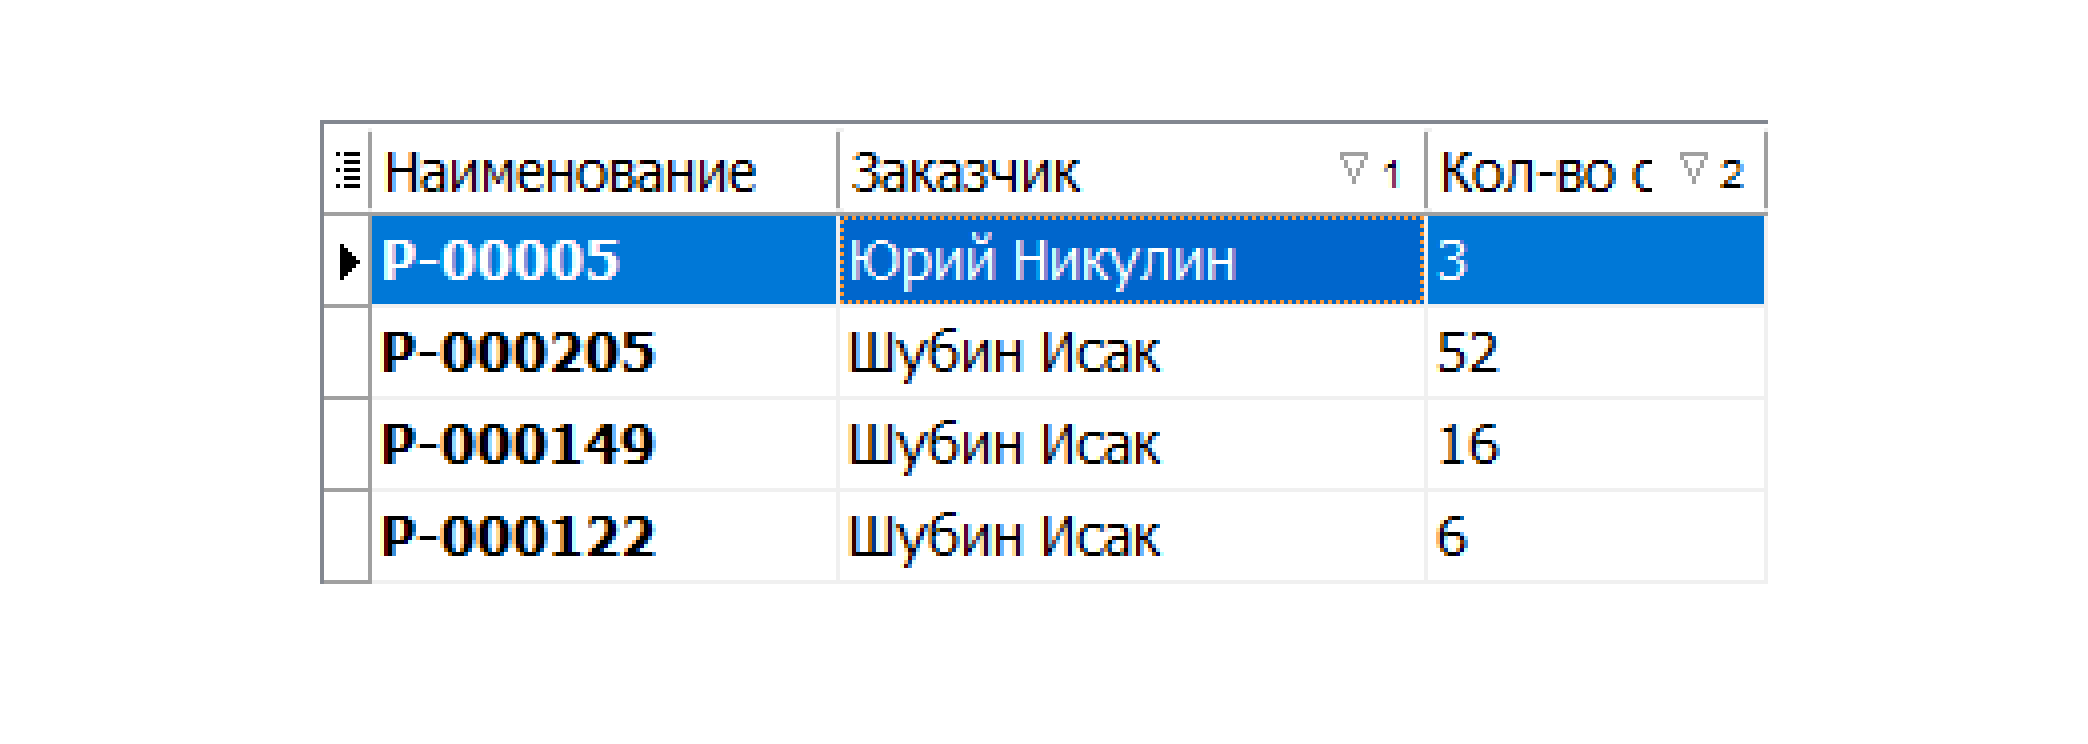 Наименование Заказчик 1 Кол-во с 2
P-00005 Юрий Никулин 3
P-000205 Шубин Исак 52
P-000149 Шубин Исак 16
P-000122 Шубин Исак 6